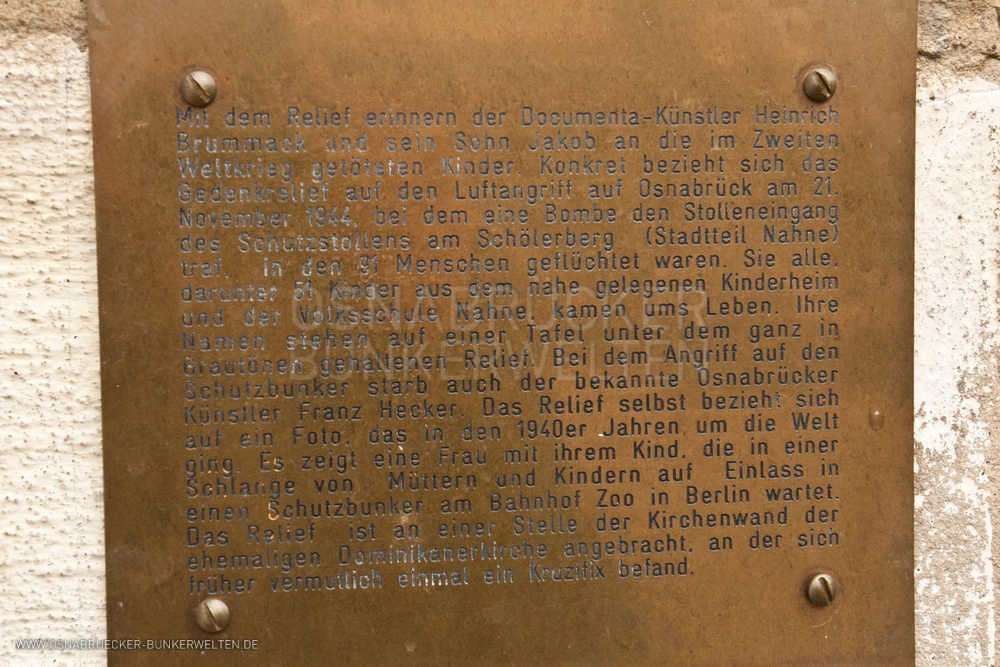 Mit dem Relief erinnern der Documenta-Künstler Heinrich
Brummack und sein Sohn Jakob an die im Zweiten
Weltkrieg getöteten Kinder. Konkret bezieht sich das
Gedenkrelief auf den Luftangriff auf Osnabrück am 21.
November 1944, bei dem eine Bombe den Stolleneingang
des Schutzstollens am Schölerberg (Stadtteil Nahne)
traf, in den 91 Menschen geflüchtet waren. Sie alle,
darunter 51 Kinder aus dem nahe gelegenen Kinderheim
und der Volksschule Nahne, kamen ums Leben. Ihre
Namen stehen auf einer Tafel unter dem ganz in
Grautönen gehaltenen Relief. Bei dem Angriff auf den
Schutzbunker starb auch der bekannte Osnabrücker
Künstler Franz Hecker. Das Relief selbst bezieht sich
auf ein Foto, das in den 1940er Jahren um die Welt
ging. Es zeigt eine Frau mit ihrem Kind, die in einer
Schlange von Müttern und Kindern auf Einlass in
einen Schutzbunker am Bahnhof Zoo in Berlin wartet.
Das Relief ist an einer Stelle der Kirchenwand der
ehemaligen Dominikanerkirche angebracht, an der sich
früher vermutlich einmal ein Kruzifix befand.
OSNABRÜCKER
BUNKERWELTEN
WWW.OSNABRUECKER-BUNKERWELTEN.DE